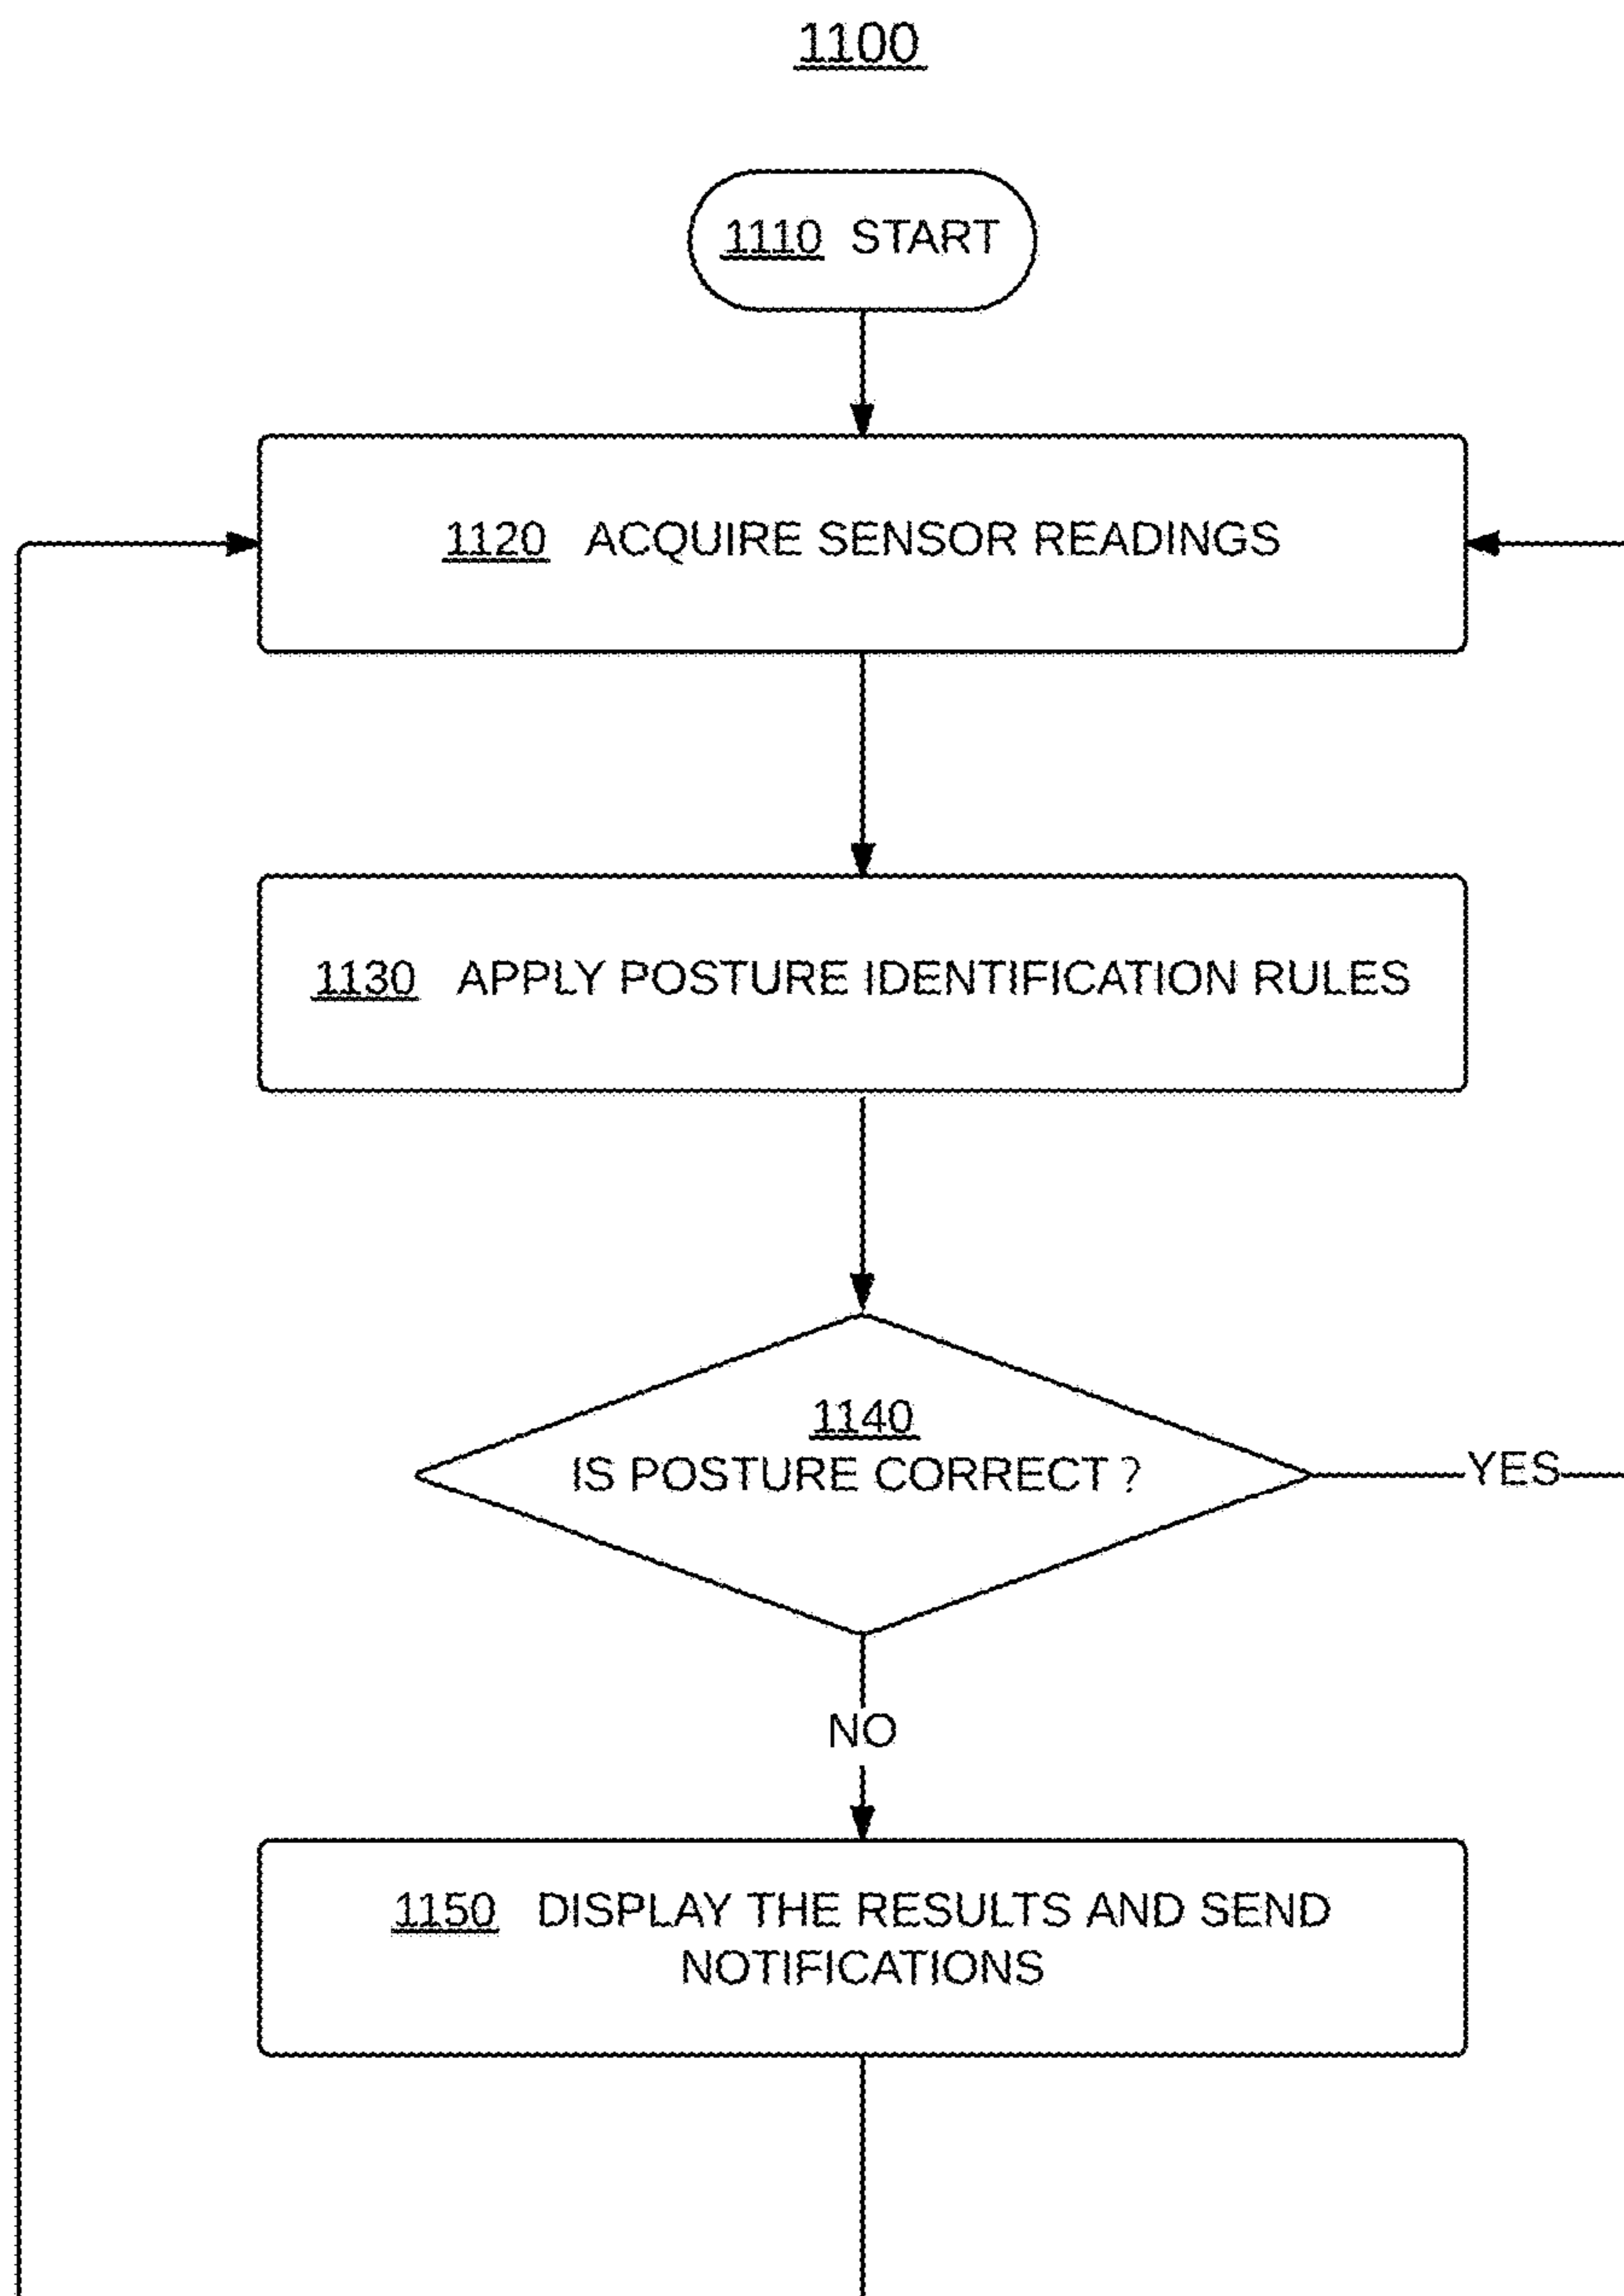 1100
1110 START
1120 ACQUIRE SENSOR READINGS
1130 APPLY POSTURE IDENTIFICATION RULES
1140
IS POSTURE CORRECT ?
YES
NO
1150 DISPLAY THE RESULTS AND SEND
NOTIFICATIONS